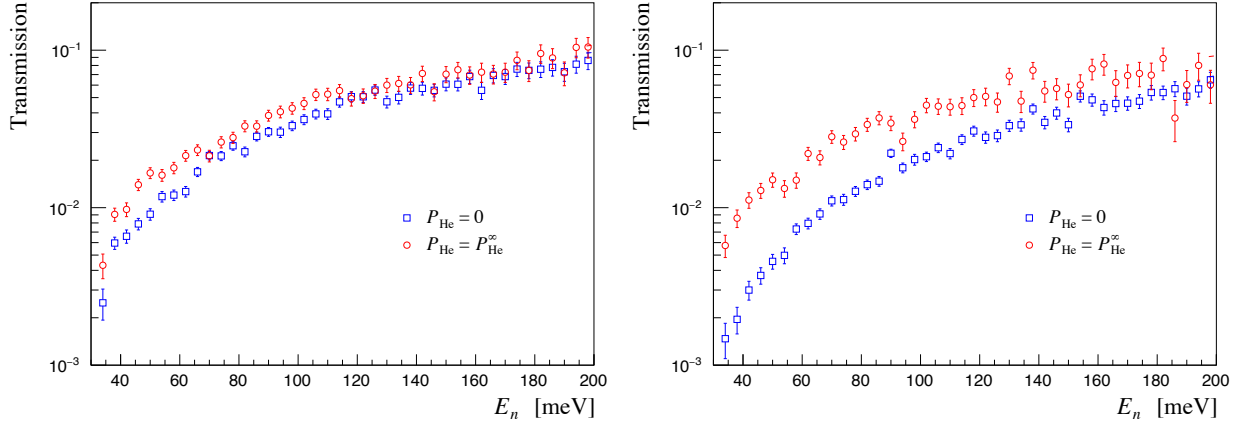 Transmission
10⁻¹
10⁻²
10⁻³
40 60 80 100 120 140 160 180 200
Eₙ [meV]
P_He = 0
P_He = P_He^∞
Transmission
10⁻¹
10⁻²
10⁻³
40 60 80 100 120 140 160 180 200
Eₙ [meV]
P_He = 0
P_He = P_He^∞